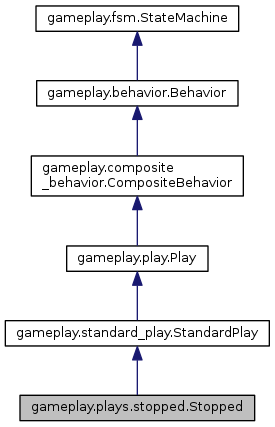 gameplay.fsm.StateMachine
gameplay.behavior.Behavior
gameplay.composite
_behavior.CompositeBehavior
gameplay.play.Play
gameplay.standard_play.StandardPlay
gameplay.plays.stopped.Stopped